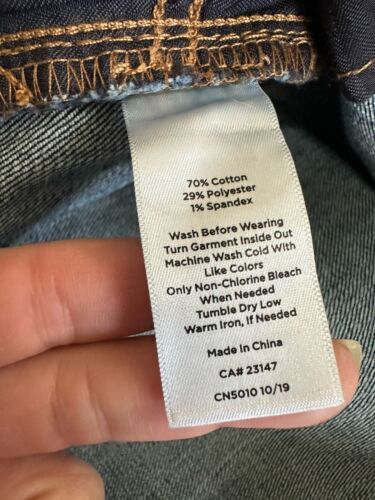 70% Cotton
29% Polyester
1% Spandex
Wash Before Wearing
Turn Garment Inside Out
Machine Wash Cold With
Like Colors
Only Non-Chlorine Bleach
When Needed
Tumble Dry Low
Warm Iron, If Needed
Made in China
CA# 23147
CN5010 10/19